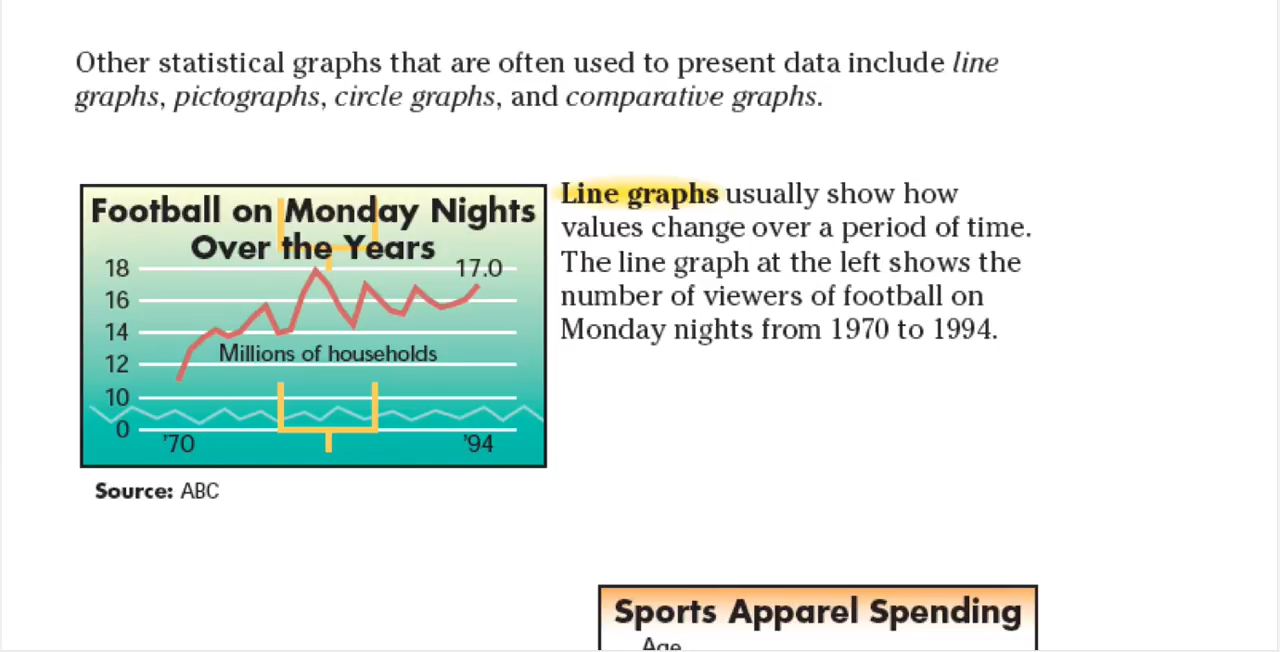 Other statistical graphs that are often used to present data include line
graphs, pictographs, circle graphs, and comparative graphs.
Football on Monday Nights
Over the Years
18
17.0
16
14
Millions of households
12
10
0
’70
’94
Source: ABC
Line graphs usually show how
values change over a period of time.
The line graph at the left shows the
number of viewers of football on
Monday nights from 1970 to 1994.
Sports Apparel Spending
Age